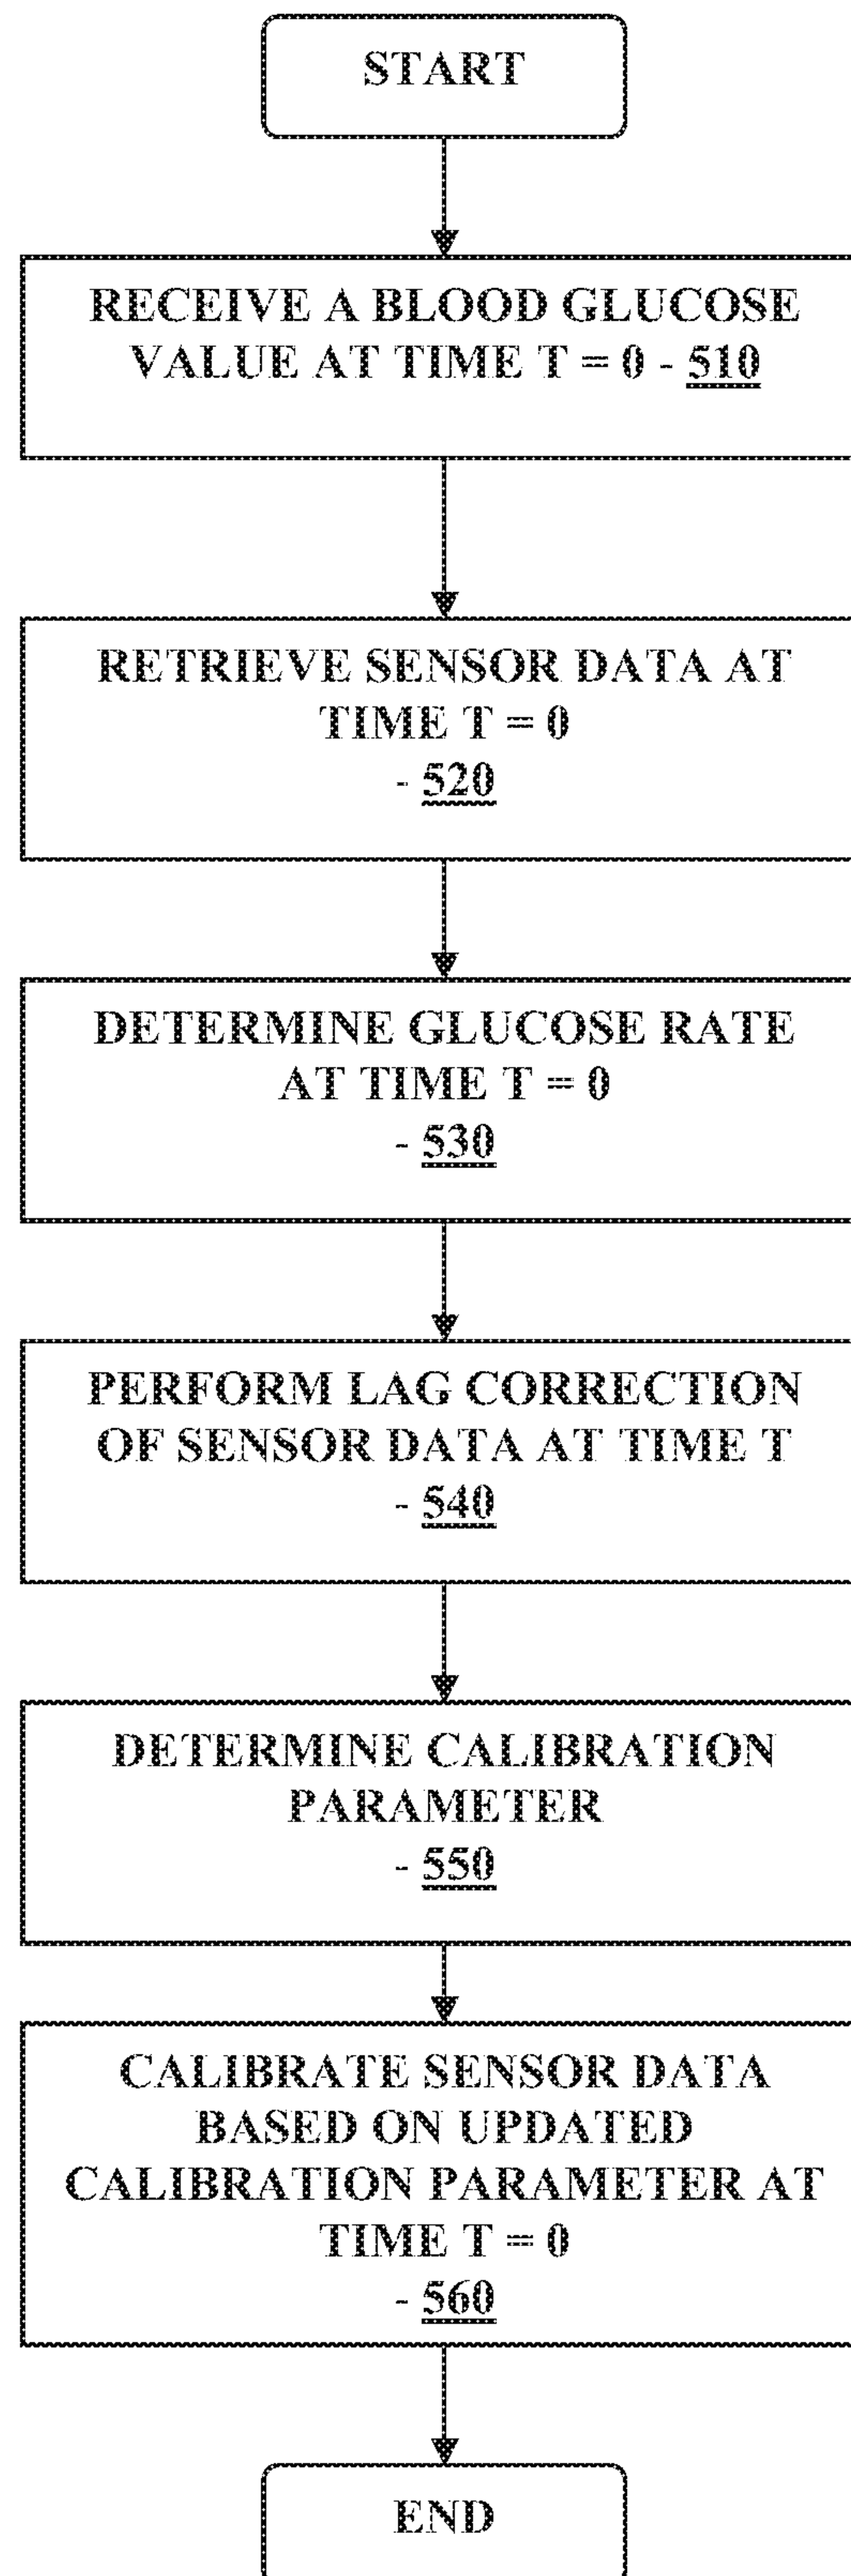 START
RECEIVE A BLOOD GLUCOSE
VALUE AT TIME T = 0 - 510
RETRIEVE SENSOR DATA AT
TIME T = 0
- 520
DETERMINE GLUCOSE RATE
AT TIME T = 0
- 530
PERFORM LAG CORRECTION
OF SENSOR DATA AT TIME T
- 540
DETERMINE CALIBRATION
PARAMETER
- 550
CALIBRATE SENSOR DATA
BASED ON UPDATED
CALIBRATION PARAMETER AT
TIME T = 0
- 560
END